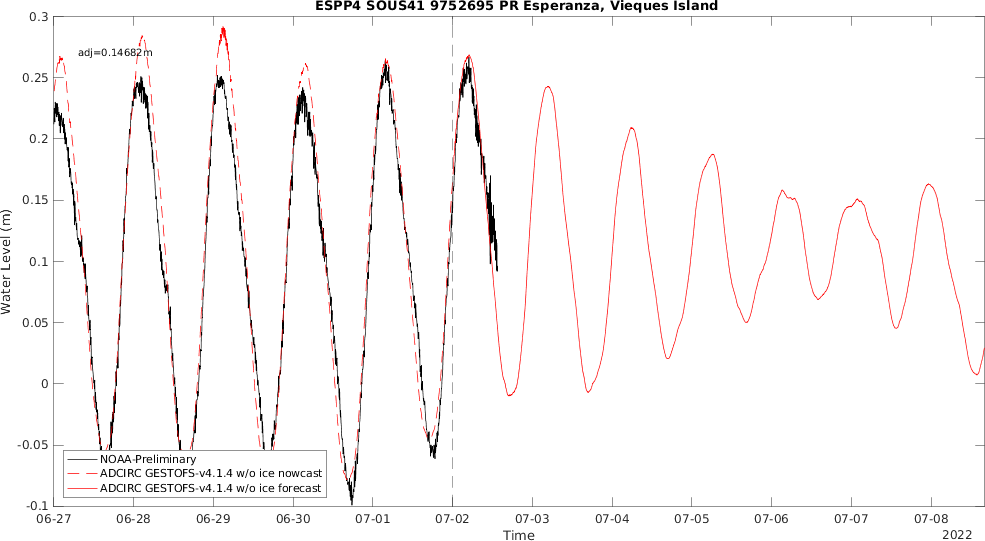 ESPP4 SOUS41 9752695 PR Esperanza, Vieques Island
adj=0.14682m
0.3
0.25
0.2
0.15
0.1
0.05
0
-0.05
-0.1
Water Level (m)
NOAA-Preliminary
ADCIRC GESTOFS-v4.1.4 w/o ice nowcast
ADCIRC GESTOFS-v4.1.4 w/o ice forecast
06-27 06-28 06-29 06-30 07-01 07-02 07-03 07-04 07-05 07-06 07-07 07-08
Time
2022